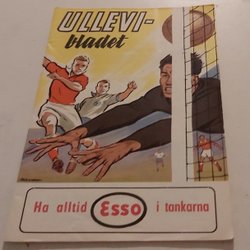 ULLEVI-
bladet
Ha alltid Esso i tankarna